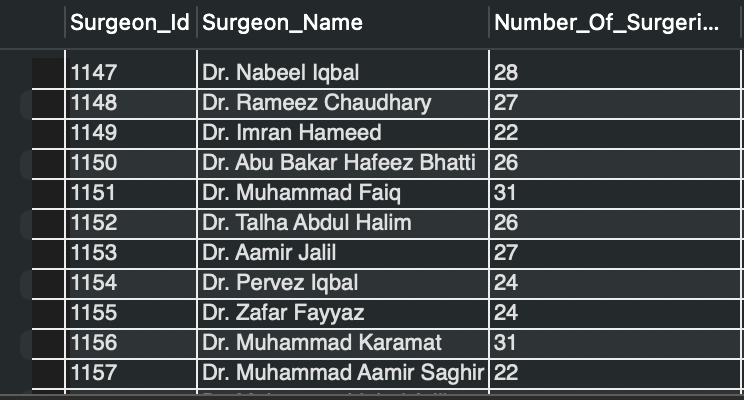 Surgeon_Id Surgeon_Name Number_Of_Surgeri...
1147 Dr. Nabeel Iqbal 28
1148 Dr. Rameez Chaudhary 27
1149 Dr. Imran Hameed 22
1150 Dr. Abu Bakar Hafeez Bhatti 26
1151 Dr. Muhammad Faiq 31
1152 Dr. Talha Abdul Halim 26
1153 Dr. Aamir Jalil 27
1154 Dr. Pervez Iqbal 24
1155 Dr. Zafar Fayyaz 24
1156 Dr. Muhammad Karamat 31
1157 Dr. Muhammad Aamir Saghir 22